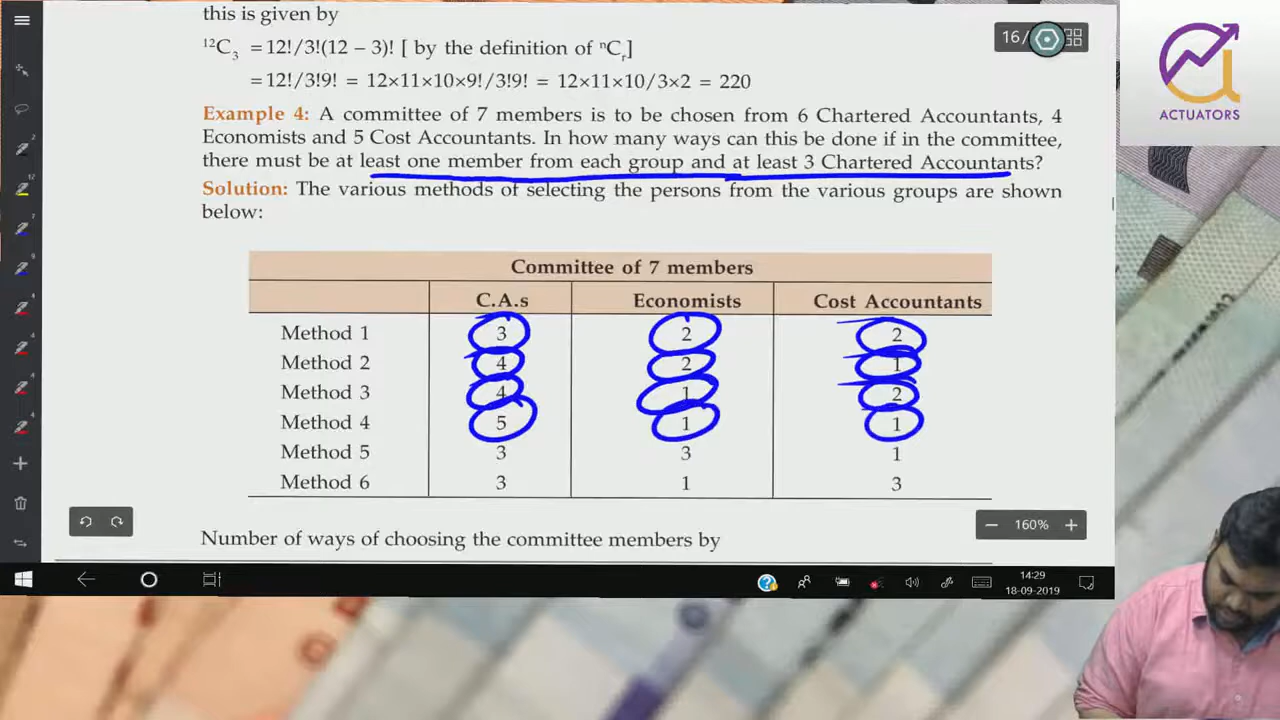 this is given by
¹²C₃ = 12!/3!(12 – 3)! [ by the definition of ⁿCᵣ]
= 12!/3!9! = 12×11×10×9!/3!9! = 12×11×10/3×2 = 220
Example 4: A committee of 7 members is to be chosen from 6 Chartered Accountants, 4
Economists and 5 Cost Accountants. In how many ways can this be done if in the committee,
there must be at least one member from each group and at least 3 Chartered Accountants?
Solution: The various methods of selecting the persons from the various groups are shown
below:
Committee of 7 members
C.A.s Economists Cost Accountants
Method 1 3 2 2
Method 2 4 2 1
Method 3 4 1 2
Method 4 5 1 1
Method 5 3 3 1
Method 6 3 1 3
Number of ways of choosing the committee members by
16/
160%
14:29
18-09-2019
ACTUATORS